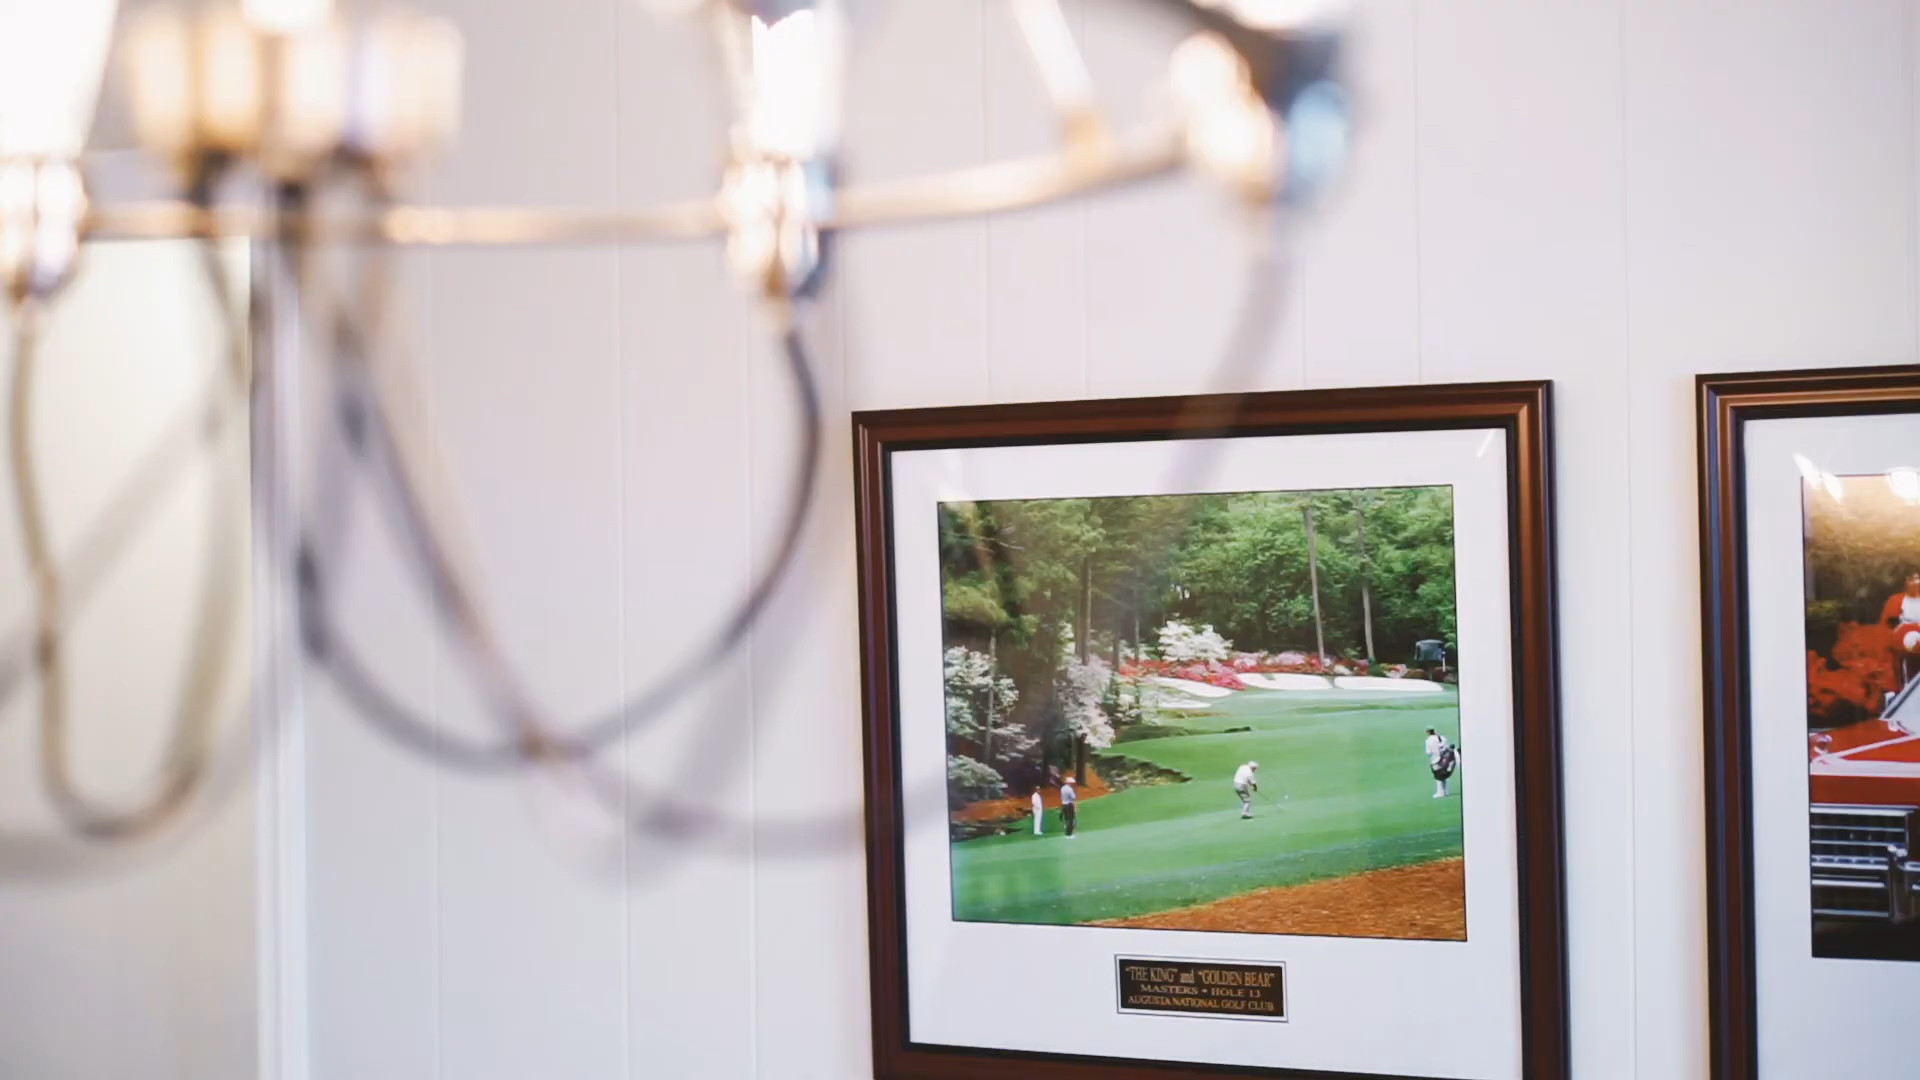 "THE KING" and "GOLDEN BEAR"
MASTERS • HOLE 13
AUGUSTA NATIONAL GOLF CLUB